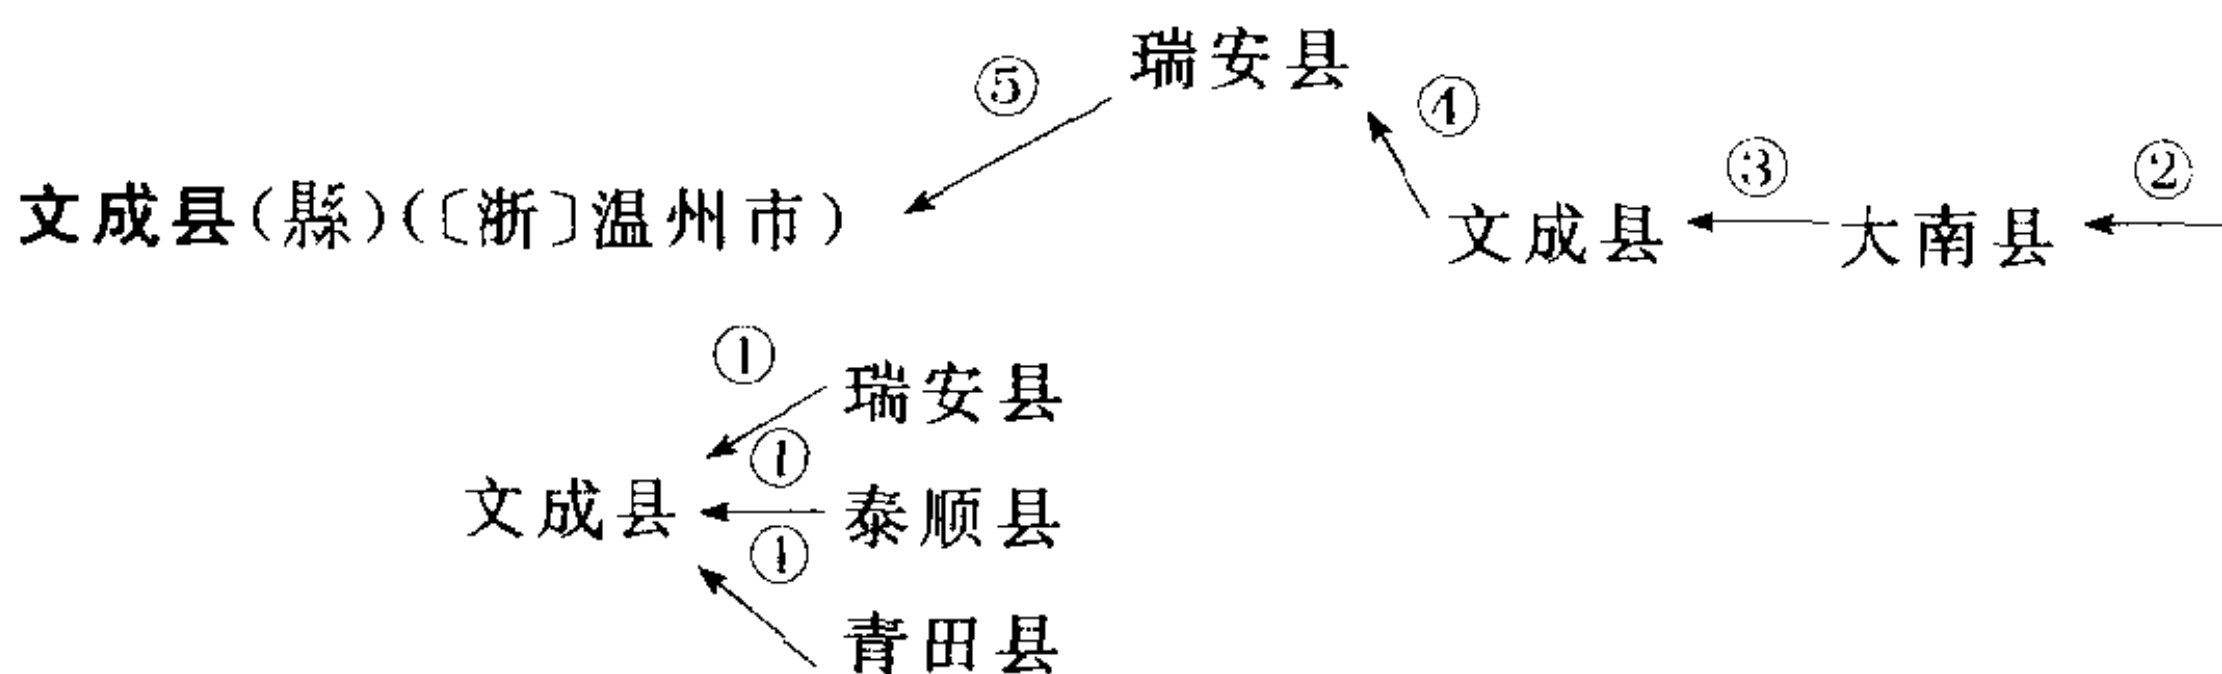 瑞安县
⑤ ④
文成县(縣)(〔浙〕温州市) 文成县 ③ 大南县 ②
① 瑞安县
①
文成县 泰顺县
①
青田县